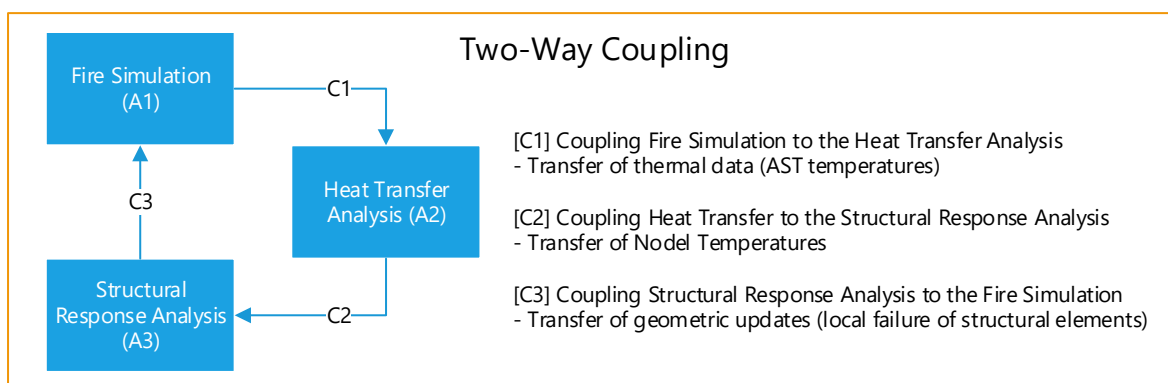 Two-Way Coupling
Fire Simulation
(A1)
C1
Heat Transfer
Analysis (A2)
C3
Structural
Response Analysis
(A3)
C2
[C1] Coupling Fire Simulation to the Heat Transfer Analysis
- Transfer of thermal data (AST temperatures)
[C2] Coupling Heat Transfer to the Structural Response Analysis
- Transfer of Nodel Temperatures
[C3] Coupling Structural Response Analysis to the Fire Simulation
- Transfer of geometric updates (local failure of structural elements)